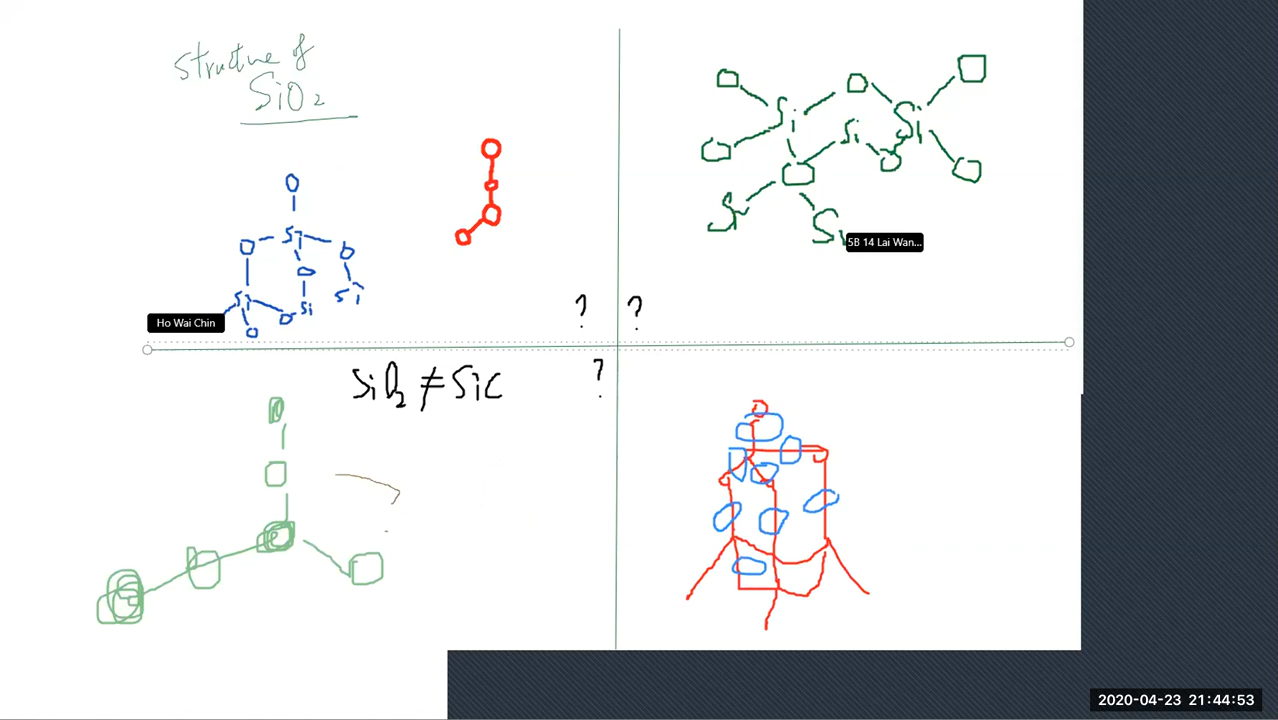 structure of
SiO2
O
Si
O
O
O
Si
Si
Si
O
O
Ho Wai Chin
?
?
Si
Si
Si
Si
5B 14 Lai Wan...
SiO2 ≠ SiC
?
2020-04-23 21:44:53